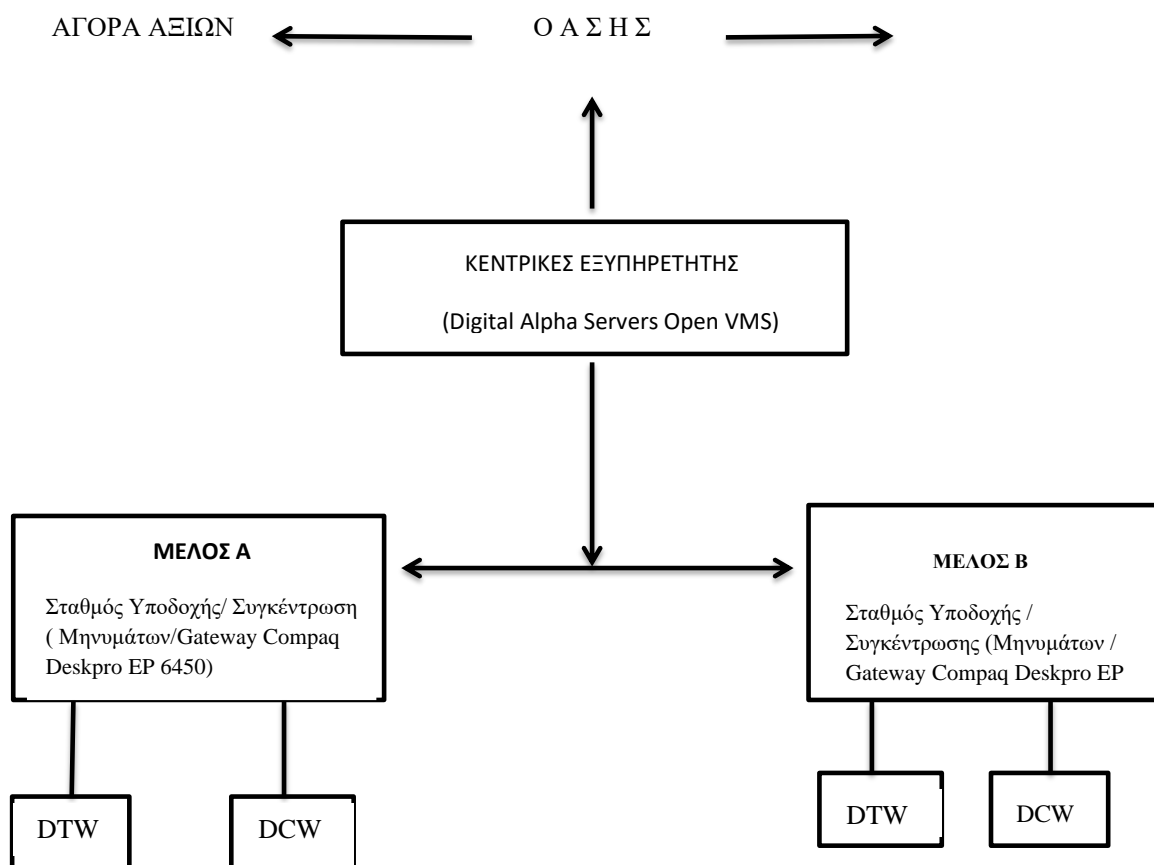 ΑΓΟΡΑ ΑΞΙΩΝ
Ο Α Σ Η Σ
ΚΕΝΤΡΙΚΕΣ ΕΞΥΠΗΡΕΤΗΤΗΣ
(Digital Alpha Servers Open VMS)
ΜΕΛΟΣ Α
Σταθμός Υποδοχής/ Συγκέντρωση
( Μηνυμάτων/Gateway Compaq
Deskpro EP 6450)
ΜΕΛΟΣ Β
Σταθμός Υποδοχής /
Συγκέντρωσης (Μηνυμάτων /
Gateway Compaq Deskpro EP
DTW
DCW
DTW
DCW